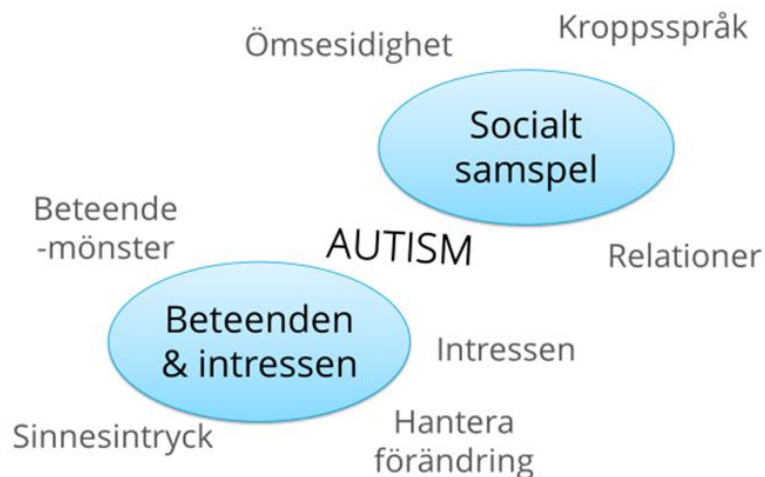 Kroppsspråk
Ömsesidighet
Socialt
samspel
Beteende
-mönster
AUTISM
Relationer
Beteenden
& intressen
Intressen
Sinnesintryck
Hantera
förändring